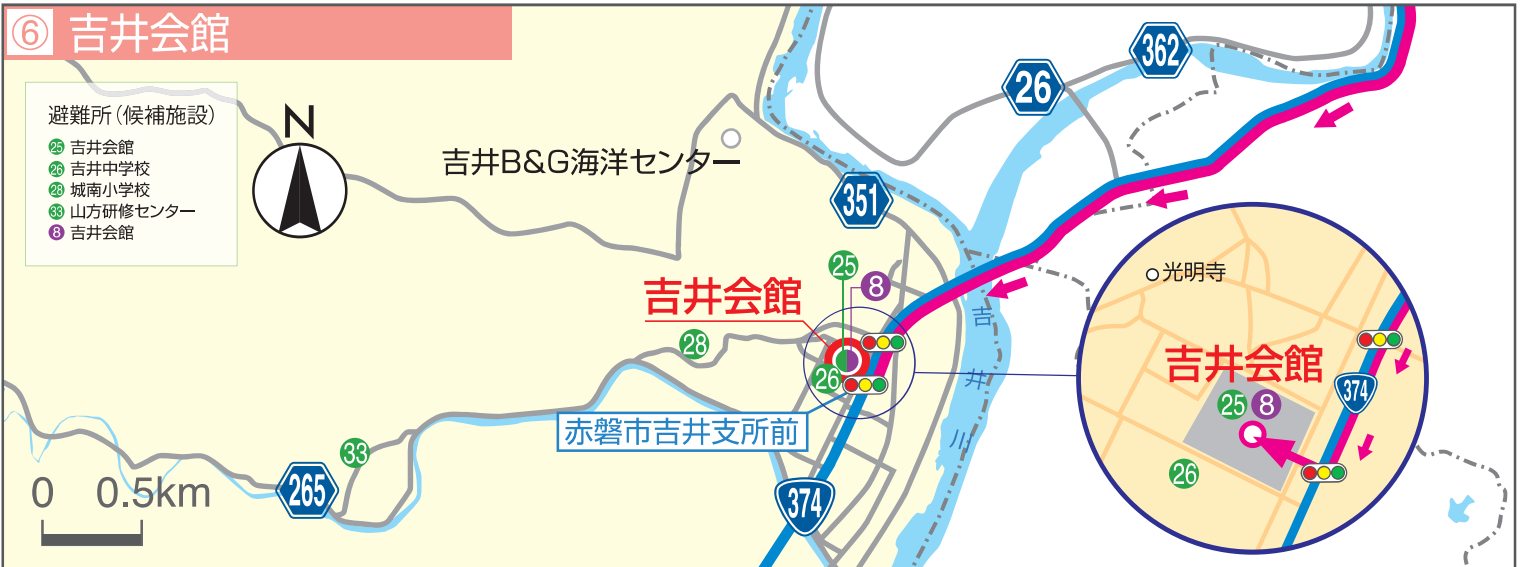 ⑥ 吉井会館
避難所（候補施設）
25 吉井会館
26 吉井中学校
28 城南小学校
33 山方研修センター
8 吉井会館
N
吉井B&G海洋センター
362
26
351
25
8
吉井会館
28
26
赤磐市吉井支所前
33
265
374
吉井川
0 0.5km
光明寺
吉井会館
25 8
26
374